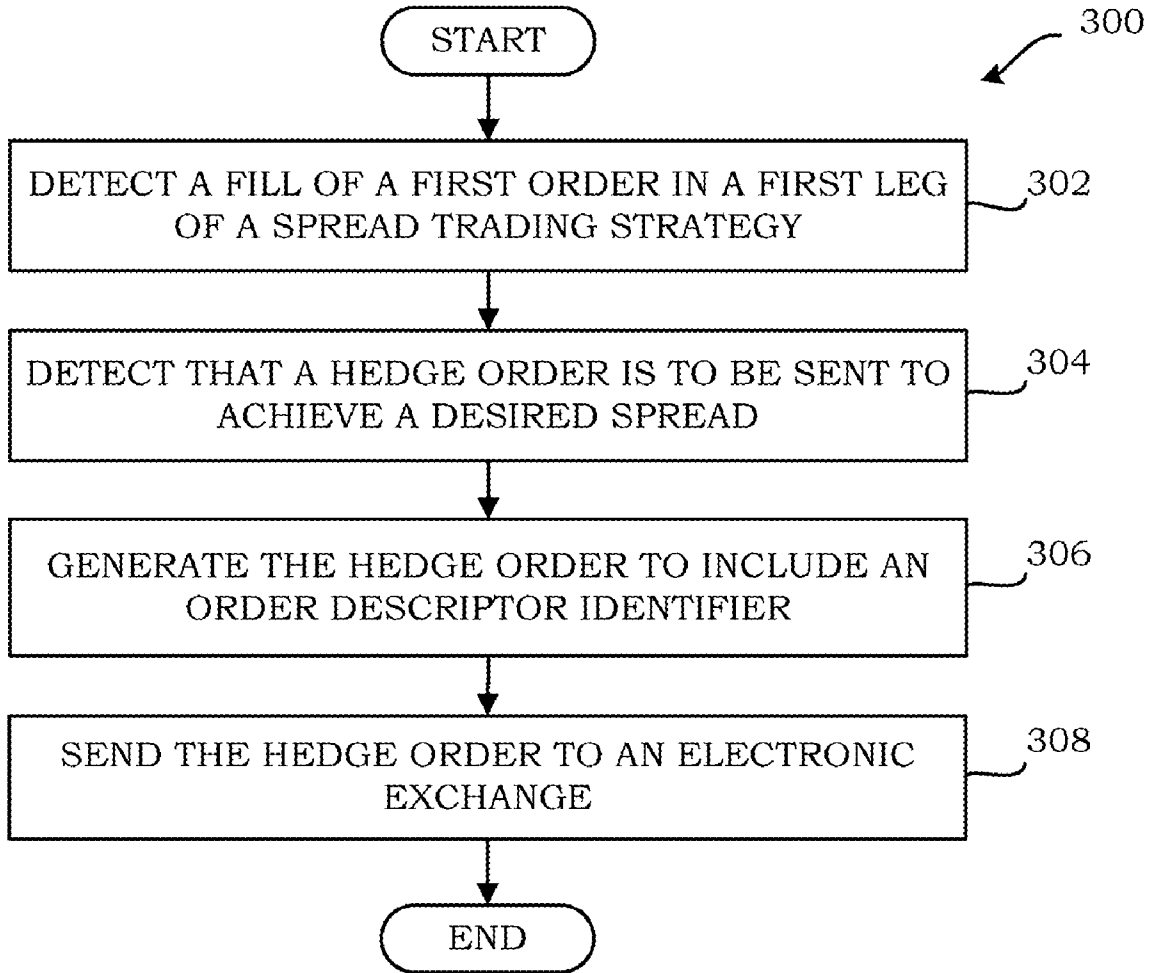 START
300
DETECT A FILL OF A FIRST ORDER IN A FIRST LEG
OF A SPREAD TRADING STRATEGY
302
DETECT THAT A HEDGE ORDER IS TO BE SENT TO
ACHIEVE A DESIRED SPREAD
304
GENERATE THE HEDGE ORDER TO INCLUDE AN
ORDER DESCRIPTOR IDENTIFIER
306
SEND THE HEDGE ORDER TO AN ELECTRONIC
EXCHANGE
308
END